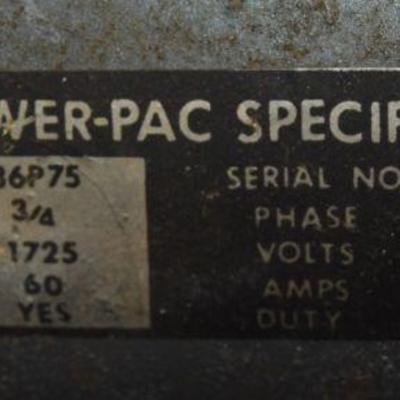 WER-PAC SPECIF
36P75 SERIAL NO
3/4 PHASE
1725 VOLTS
60 AMPS
YES DUTY